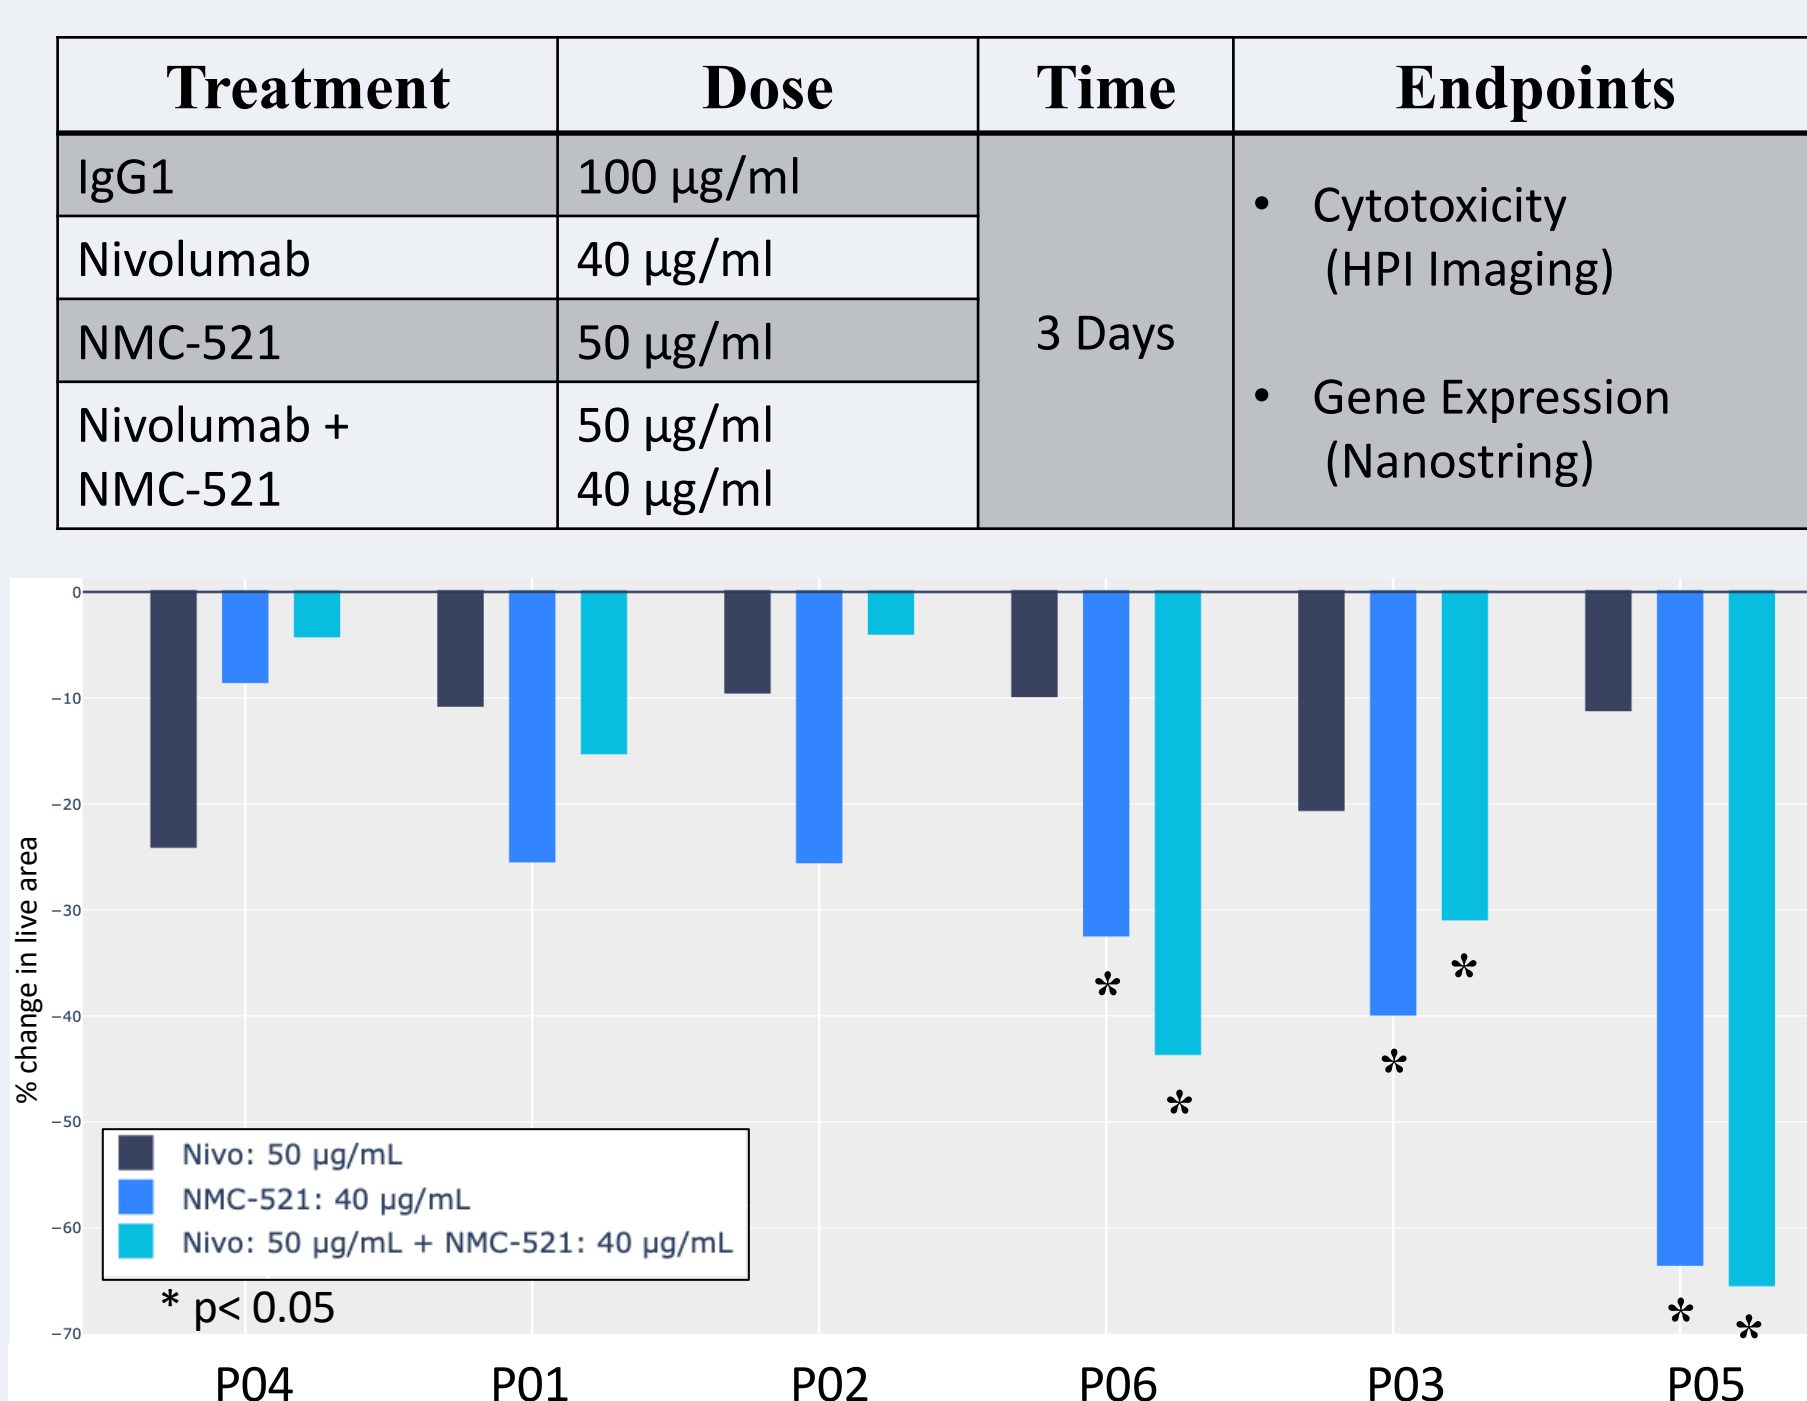 Treatment Dose Time Endpoints
IgG1 100 µg/ml
Nivolumab 40 µg/ml
NMC-521 50 µg/ml
Nivolumab + 50 µg/ml
NMC-521 40 µg/ml
3 Days
• Cytotoxicity
(HPI Imaging)
• Gene Expression
(Nanostring)
% change in live area
0
−10
−20
−30
−40
−50
−60
−70
* *
* *
* *
Nivo: 50 µg/mL
NMC-521: 40 µg/mL
Nivo: 50 µg/mL + NMC-521: 40 µg/mL
* p< 0.05
P04 P01 P02 P06 P03 P05